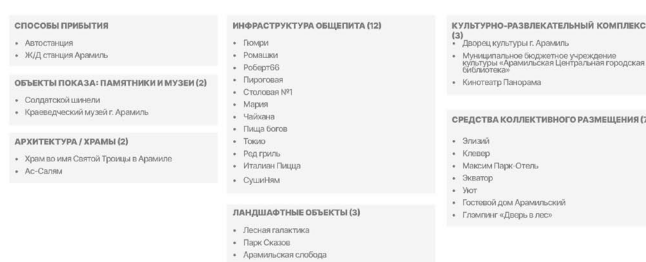 СПОСОБЫ ПРИБЫТИЯ
• Автостанция
• Ж/Д станция Арамиль
ОБЪЕКТЫ ПОКАЗА: ПАМЯТНИКИ И МУЗЕИ (2)
• Солдатской шинели
• Краеведческий музей г. Арамиль
АРХИТЕКТУРА / ХРАМЫ (2)
• Храм во имя Святой Троицы в Арамиле
• Ас-Салям
ИНФРАСТРУКТУРА ОБЩЕПИТА (12)
• Гюмри
• Ромашки
• Роберт66
• Пироговая
• Столовая №1
• Мария
• Чайхана
• Пища богов
• Токио
• Ред гриль
• Италиан Пицца
• СушиНям
ЛАНДШАФТНЫЕ ОБЪЕКТЫ (3)
• Лесная галактика
• Парк Сказов
• Арамильская слобода
КУЛЬТУРНО-РАЗВЛЕКАТЕЛЬНЫЙ КОМПЛЕКС
(3)
• Дворец культуры г. Арамиль
• Муниципальное бюджетное учреждение
культуры «Арамильская Центральная городская
библиотека»
• Кинотеатр Панорама
СРЕДСТВА КОЛЛЕКТИВНОГО РАЗМЕЩЕНИЯ (7
• Элизий
• Клевер
• Максим Парк-Отель
• Экватор
• Уют
• Гостевой дом Арамильский
• Глэмпинг «Дверь в лес»